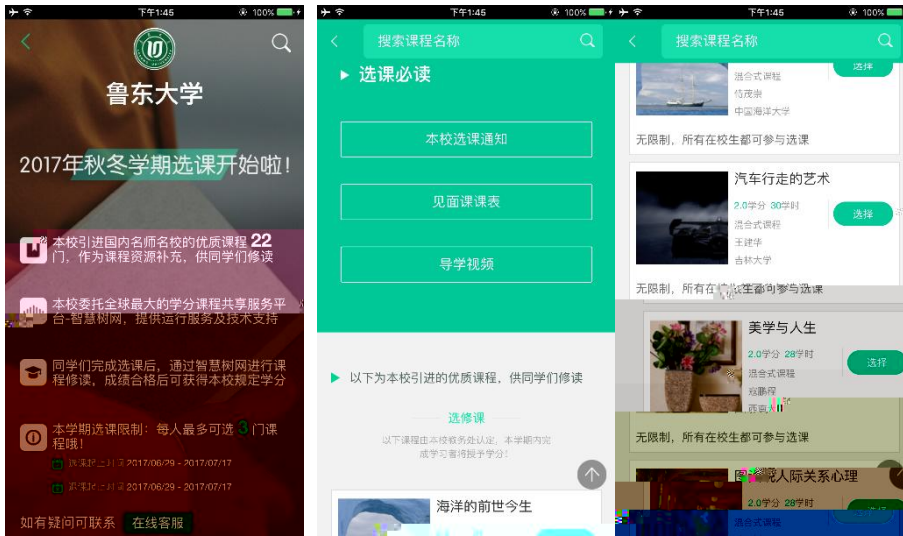 下午1:45
100%
鲁东大学
2017年秋冬学期选课开始啦!
本校引进国内名师名校的优质课程 22
门,作为课程资源补充,供同学们修读
本校委托全球最大的学分课程共享服务平
台-智慧树网,提供运行服务及技术支持
同学们完成选课后,通过智慧树网进行课
程修读,成绩合格后可获得本校规定学分
本学期选课限制:每人最多可选 3 门课
程哦!
2017/06/29 - 2017/07/17
2017/06/29 - 2017/07/17
如有疑问可联系 在线客服
下午1:45
100%
搜索课程名称
选课必读
本校选课通知
见面课课表
导学视频
以下为本校引进的优质课程,供同学们修读
选修课
以下课程由本校教务处认定,本学期内完
成学习者将授予学分!
海洋的前世今生
下午1:45
100%
搜索课程名称
选择
混合式课程
中国海洋大学
无限制,所有在校生都可参与选课
汽车行走的艺术
2.0学分 30学时
选择
混合式课程
王建华
吉林大学
无限制,所有在校生都可参与选课
美学与人生
2.0学分 28学时
选择
混合式课程
寇鹏程
无限制,所有在校生都可参与选课
人际关系心理
2.0学分 28学时
混合式课程